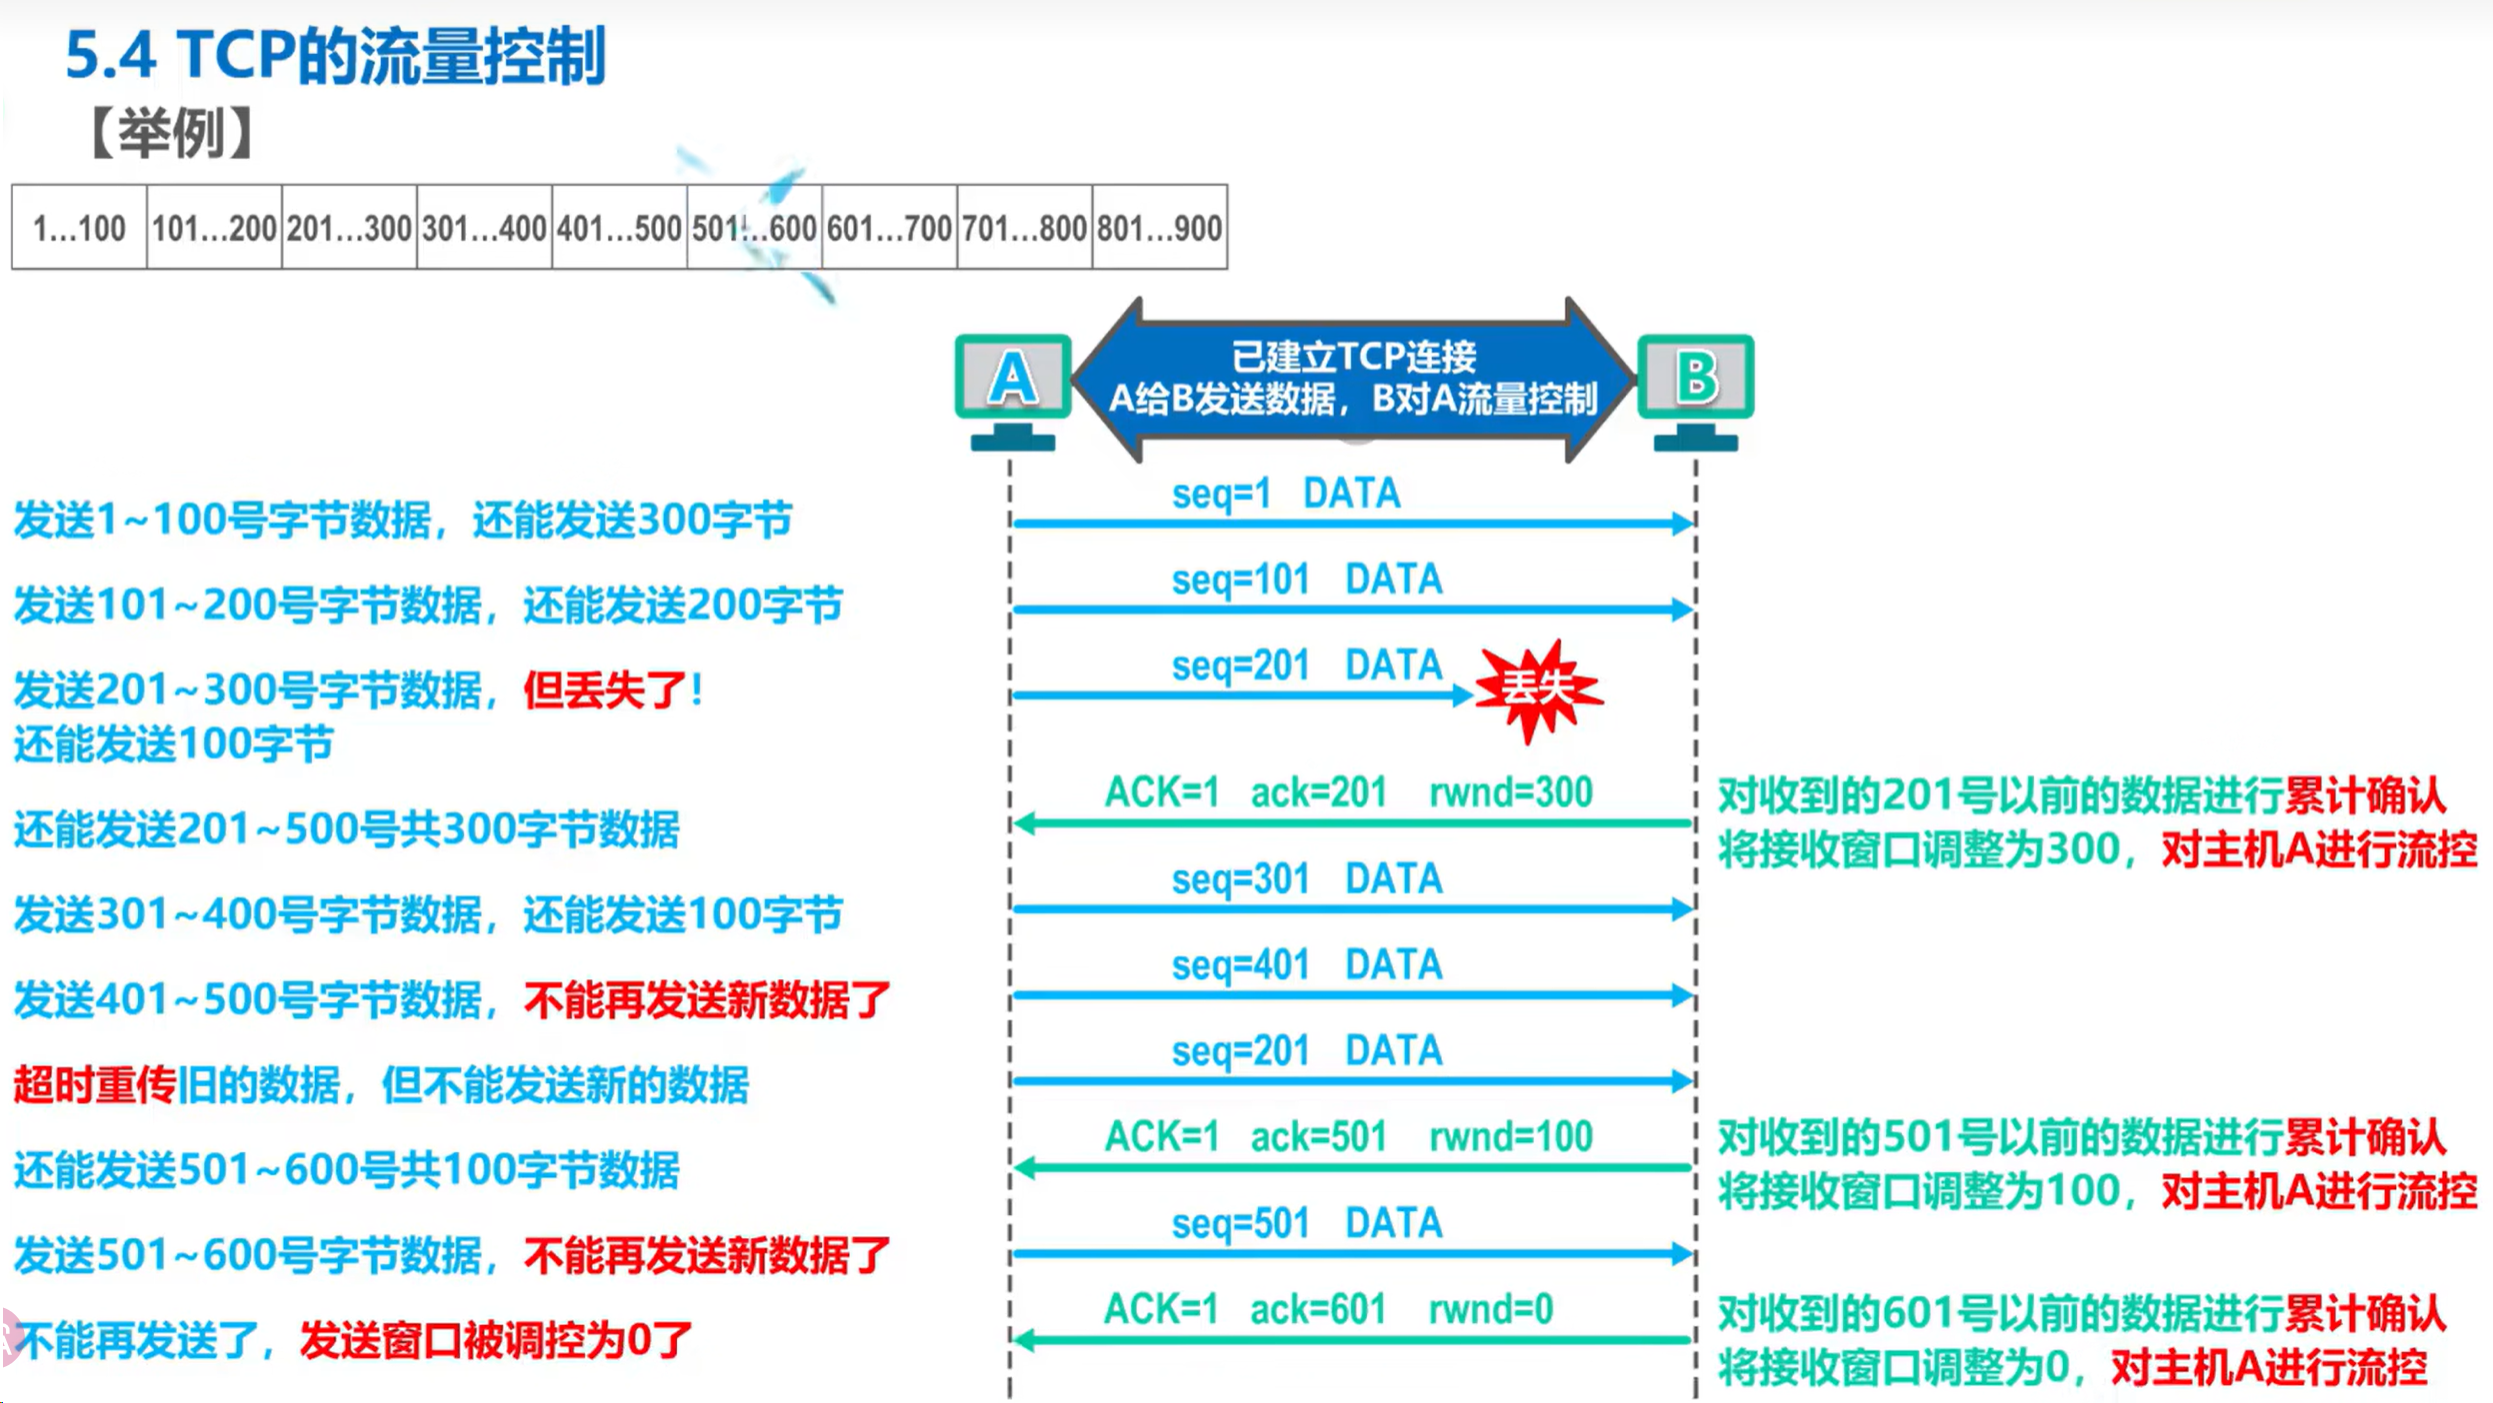 5.4 TCP的流量控制
【举例】
1...100 101...200 201...300 301...400 401...500 501...600 601...700 701...800 801...900
A
已建立TCP连接
A给B发送数据，B对A流量控制
B
发送1~100号字节数据，还能发送300字节
seq=1 DATA
发送101~200号字节数据，还能发送200字节
seq=101 DATA
发送201~300号字节数据，但丢失了！
还能发送100字节
seq=201 DATA
丢失
还能发送201~500号共300字节数据
ACK=1 ack=201 rwnd=300
对收到的201号以前的数据进行累计确认
将接收窗口调整为300，对主机A进行流控
发送301~400号字节数据，还能发送100字节
seq=301 DATA
发送401~500号字节数据，不能再发送新数据了
seq=401 DATA
超时重传旧的数据，但不能发送新的数据
seq=201 DATA
还能发送501~600号共100字节数据
ACK=1 ack=501 rwnd=100
对收到的501号以前的数据进行累计确认
将接收窗口调整为100，对主机A进行流控
发送501~600号字节数据，不能再发送新数据了
seq=501 DATA
不能再发送了，发送窗口被调控为0了
ACK=1 ack=601 rwnd=0
对收到的601号以前的数据进行累计确认
将接收窗口调整为0，对主机A进行流控